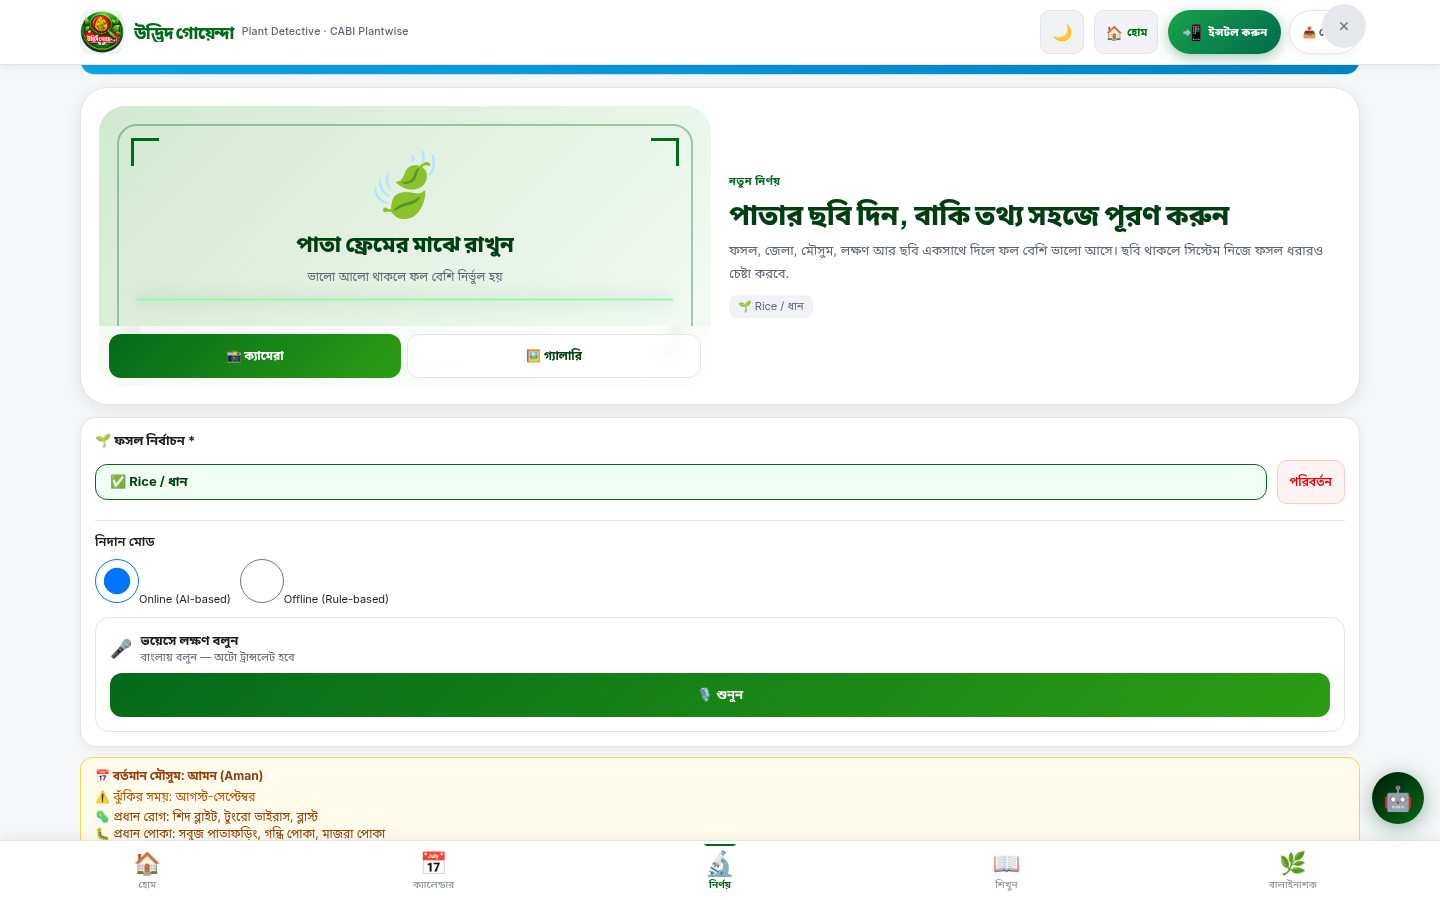 উদ্ভিদ গোয়েন্দা Plant Detective · CABI Plantwise
🌙
🏠 হোম
📲 ইন্সটল করুন
×
পাতা ফ্রেমের মাঝে রাখুন
ভালো আলো থাকলে ফল বেশি নির্ভুল হয়
📸 ক্যামেরা
🖼️ গ্যালারি
নতুন নির্ণয়
পাতার ছবি দিন, বাকি তথ্য সহজে পূরণ করুন
ফসল, জেলা, মৌসুম, লক্ষণ আর ছবি একসাথে দিলে ফল বেশি ভালো আসে। ছবি থাকলে সিস্টেম নিজে ফসল ধরারও
চেষ্টা করবে।
🌱 Rice / ধান
🌱 ফসল নির্বাচন *
✅ Rice / ধান
পরিবর্তন
নিদান মোড
Online (AI-based)
Offline (Rule-based)
🎤 ভয়েসে লক্ষণ বলুন
বাংলায় বলুন — অটো ট্রান্সলেট হবে
🎙️ শুনুন
📅 বর্তমান মৌসুম: আমন (Aman)
⚠️ ঝুঁকির সময়: আগস্ট-সেপ্টেম্বর
🦠 প্রধান রোগ: শিদ ব্লাইট, টুংরো ভাইরাস, ব্লাস্ট
🐛 প্রধান পোকা: সবুজ পাতাফড়িং, গন্ধি পোকা, মাজরা পোকা
হোম
ক্যালেন্ডার
নির্ণয়
শিখুন
বালাইনাশক